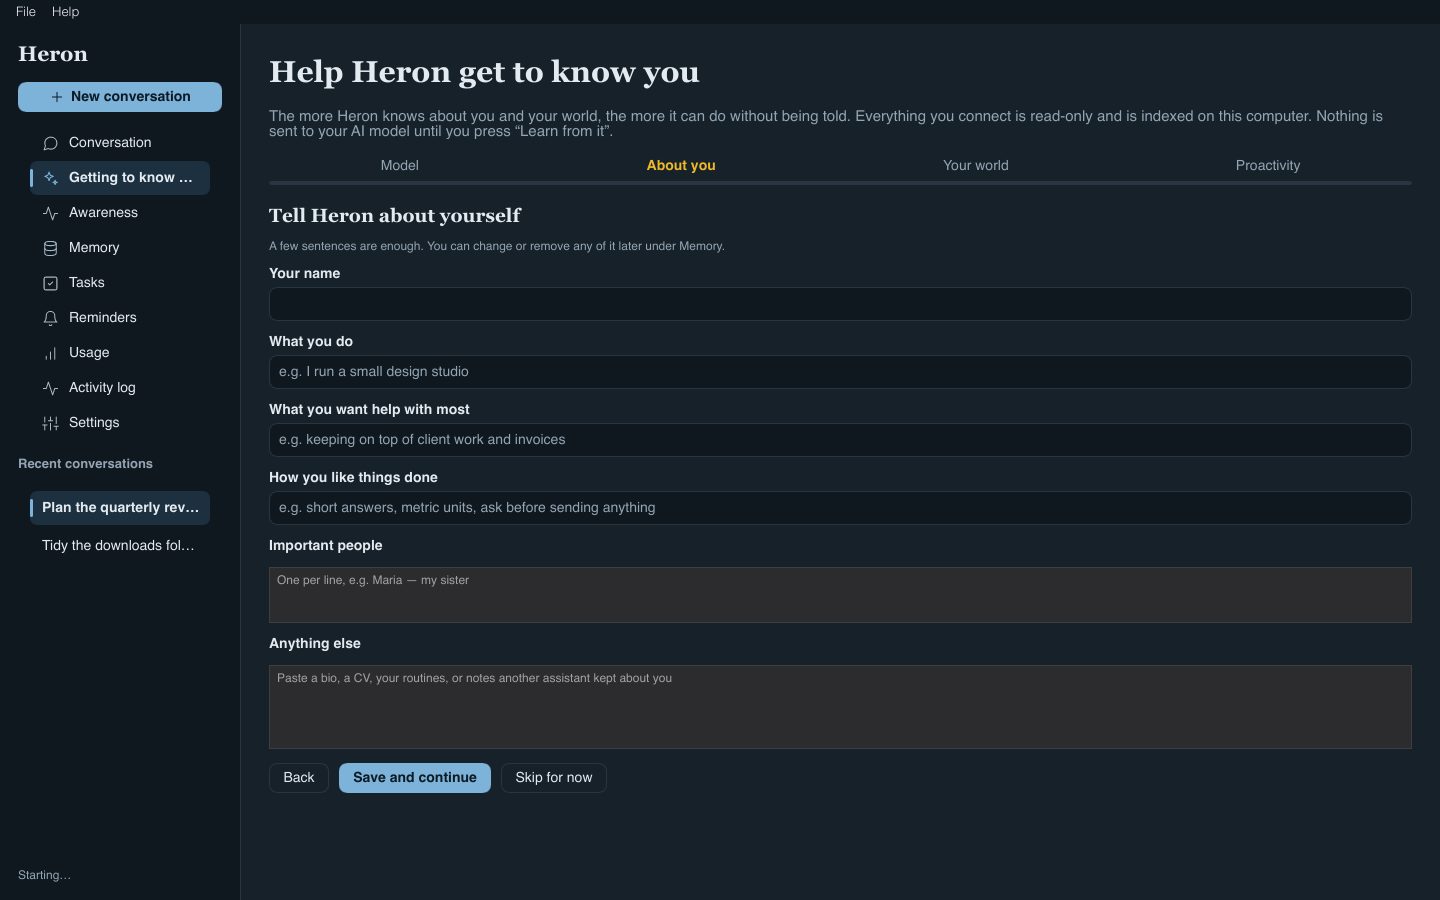 File Help
Heron
New conversation
Conversation
Getting to know ...
Awareness
Memory
Tasks
Reminders
Usage
Activity log
Settings
Recent conversations
Plan the quarterly rev...
Tidy the downloads fol...
Starting...
Help Heron get to know you
The more Heron knows about you and your world, the more it can do without being told. Everything you connect is read-only and is indexed on this computer. Nothing is
sent to your AI model until you press “Learn from it”.
Model About you Your world Proactivity
Tell Heron about yourself
A few sentences are enough. You can change or remove any of it later under Memory.
Your name
What you do
e.g. I run a small design studio
What you want help with most
e.g. keeping on top of client work and invoices
How you like things done
e.g. short answers, metric units, ask before sending anything
Important people
One per line, e.g. Maria — my sister
Anything else
Paste a bio, a CV, your routines, or notes another assistant kept about you
Back Save and continue Skip for now